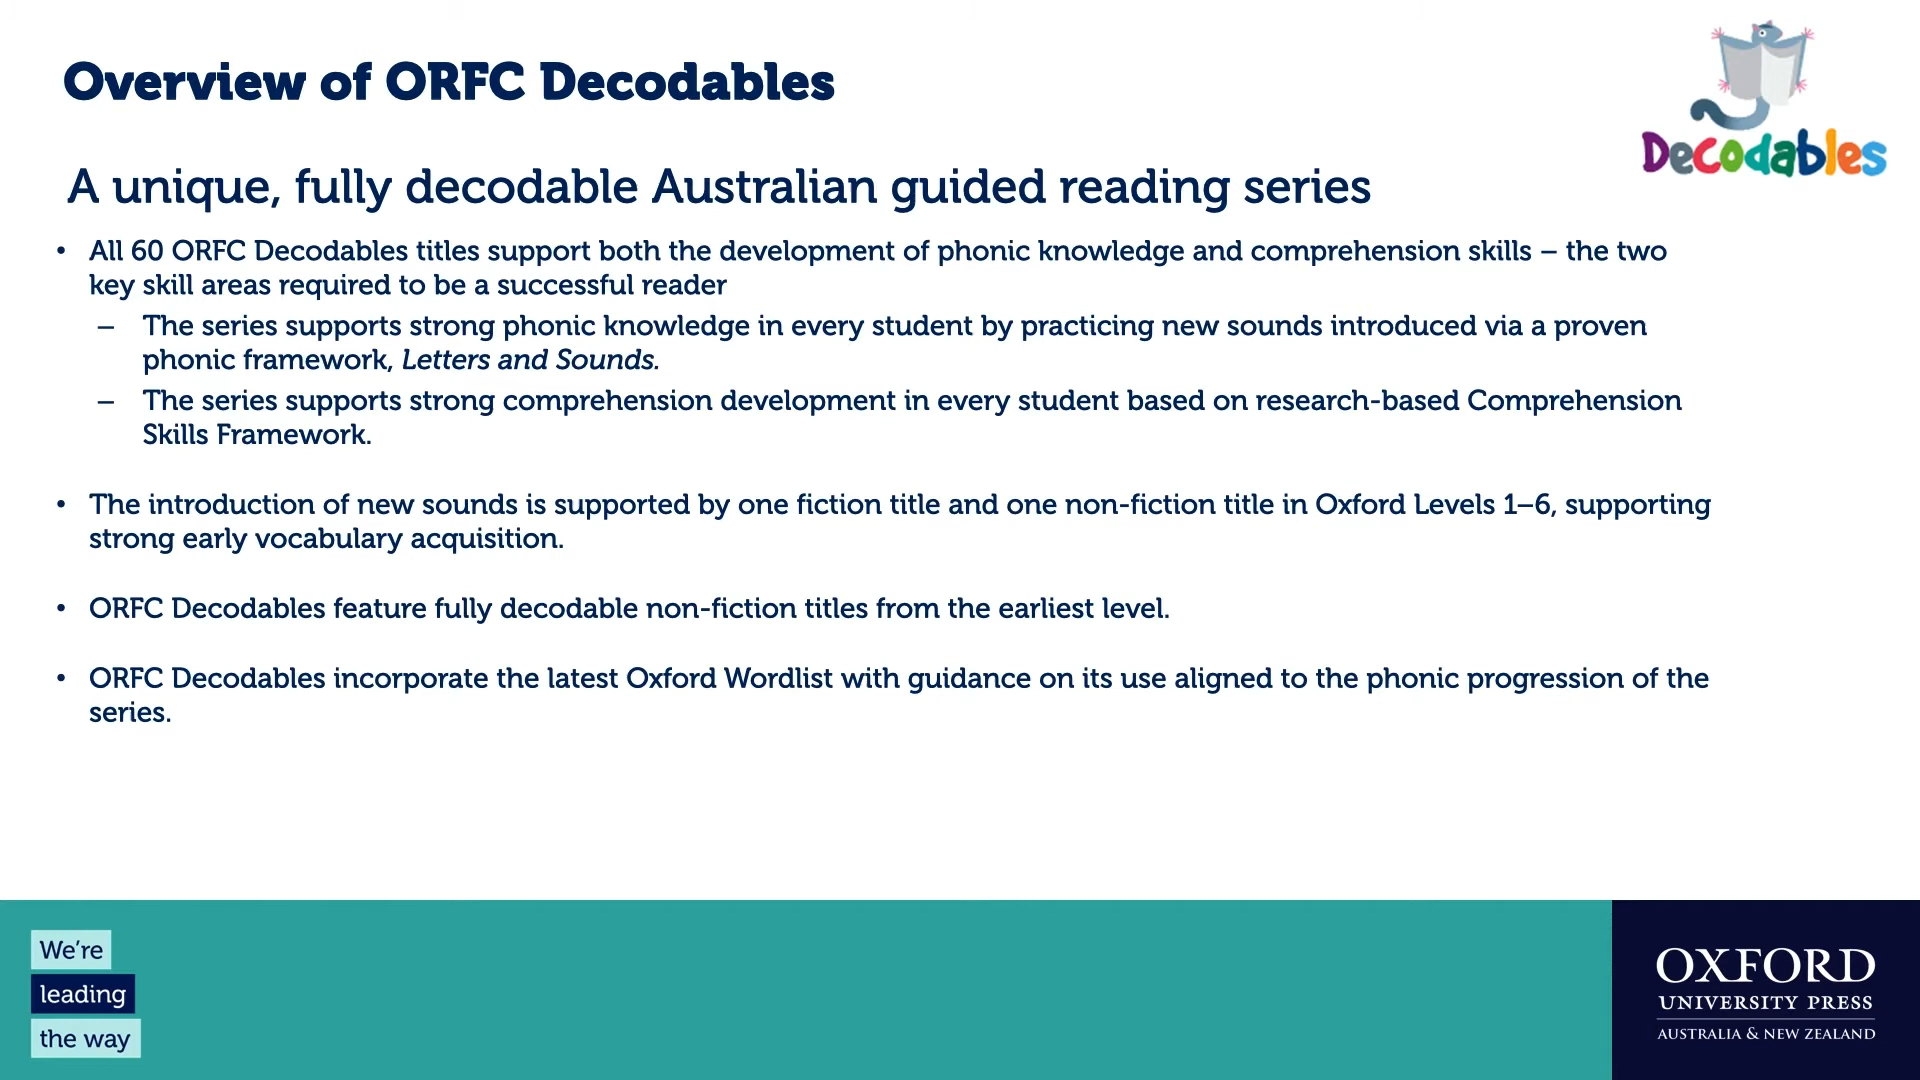 Overview of ORFC Decodables
Decodables
A unique, fully decodable Australian guided reading series
• All 60 ORFC Decodables titles support both the development of phonic knowledge and comprehension skills – the two
key skill areas required to be a successful reader
– The series supports strong phonic knowledge in every student by practicing new sounds introduced via a proven
phonic framework, Letters and Sounds.
– The series supports strong comprehension development in every student based on research-based Comprehension
Skills Framework.
• The introduction of new sounds is supported by one fiction title and one non-fiction title in Oxford Levels 1–6, supporting
strong early vocabulary acquisition.
• ORFC Decodables feature fully decodable non-fiction titles from the earliest level.
• ORFC Decodables incorporate the latest Oxford Wordlist with guidance on its use aligned to the phonic progression of the
series.
We're
leading
the way
OXFORD
UNIVERSITY PRESS
AUSTRALIA & NEW ZEALAND